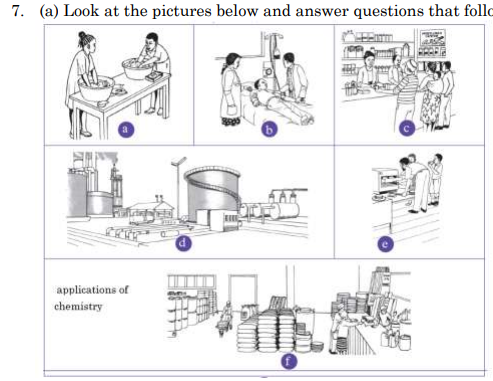 7. (a) Look at the pictures below and answer questions that follo
a
b
c
d
e
applications of
chemistry
f